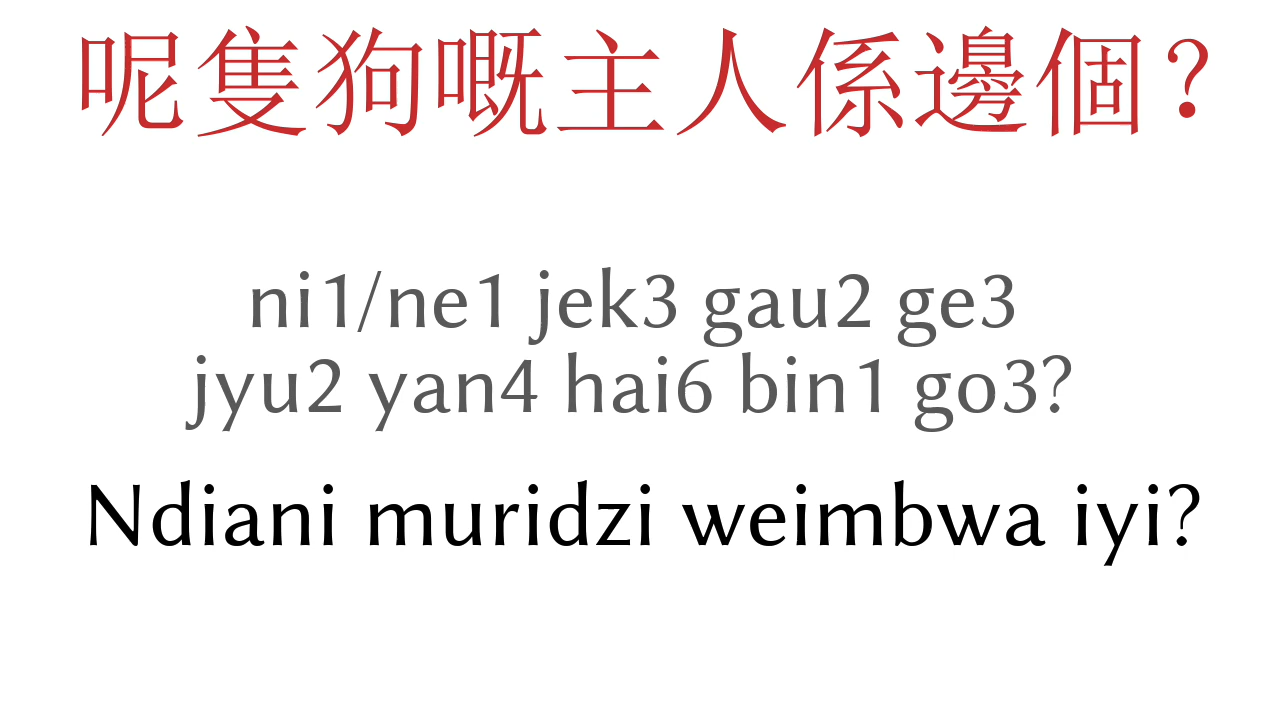 呢隻狗嘅主人係邊個？
ni1/ne1 jek3 gau2 ge3
jyu2 yan4 hai6 bin1 go3?
Ndiani muridzi weimbwa iyi?